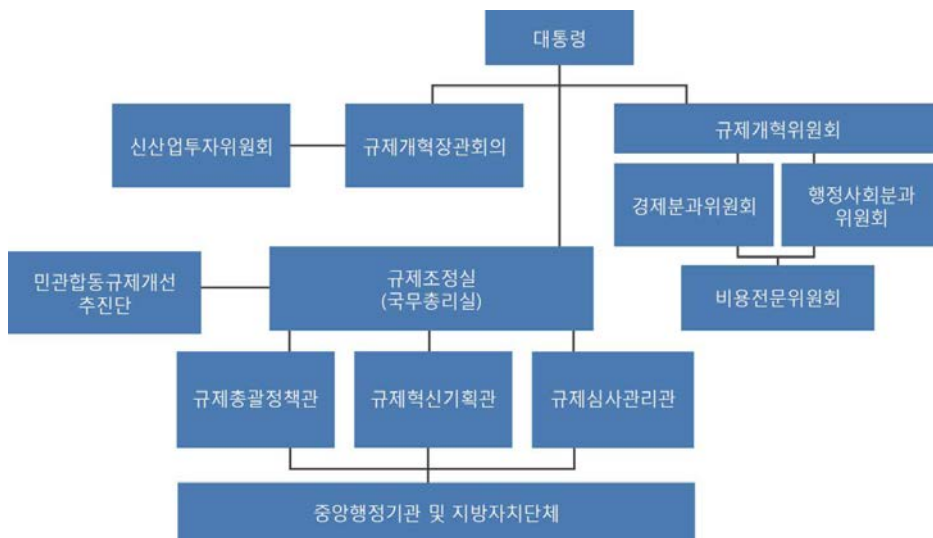 대통령
신산업투자위원회
규제개혁장관회의
규제개혁위원회
경제분과위원회
행정사회분과
위원회
민관합동규제개선
추진단
규제조정실
(국무총리실)
비용전문위원회
규제총괄정책관
규제혁신기획관
규제심사관리관
중앙행정기관 및 지방자치단체